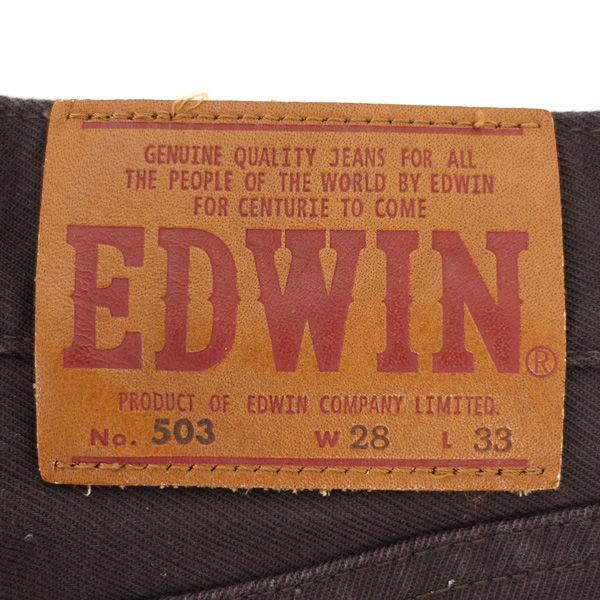 GENUINE QUALITY JEANS FOR ALL
THE PEOPLE OF THE WORLD BY EDWIN
FOR CENTURIE TO COME
EDWIN®
PRODUCT OF EDWIN COMPANY LIMITED.
No. 503 W 28 L 33